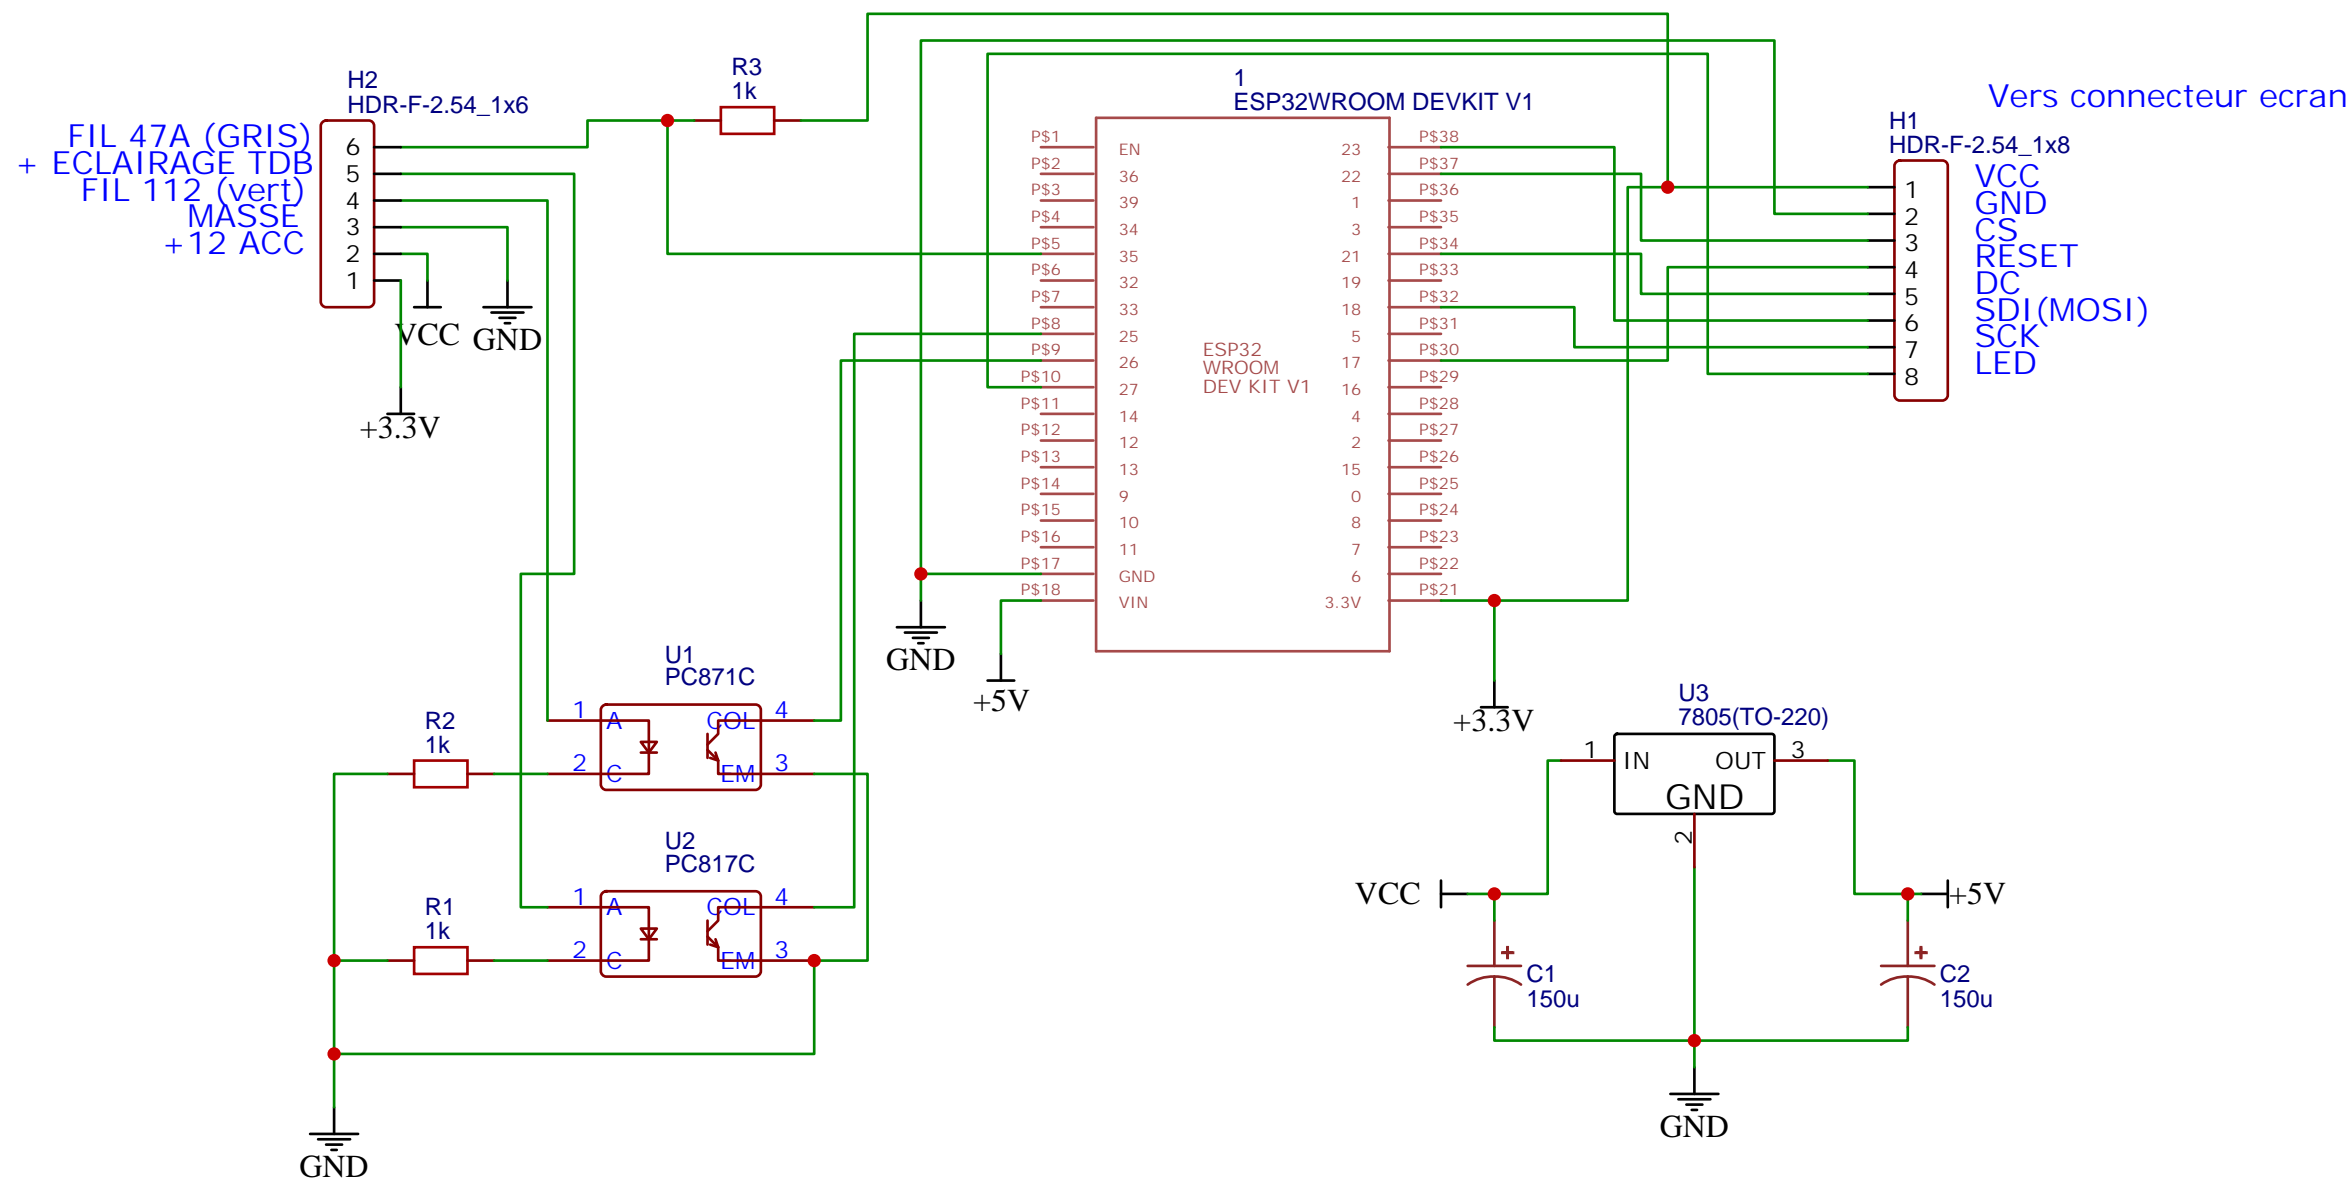 H2
HDR-F-2.54_1x6
FIL 47A (GRIS)
+ ECLAIRAGE TDB
FIL 112 (vert)
MASSE
+12 ACC
6
5
4
3
2
1
VCC
GND
+3.3V
R3
1k
1
ESP32WROOM DEVKIT V1
P$1 EN
P$2 36
P$3 39
P$4 34
P$5 35
P$6 32
P$7 33
P$8 25
P$9 26
P$10 27
P$11 14
P$12 12
P$13 13
P$14 9
P$15 10
P$16 11
P$17 GND
P$18 VIN
ESP32
WROOM
DEV KIT V1
23 P$38
22 P$37
1 P$36
3 P$35
21 P$34
19 P$33
18 P$32
5 P$31
17 P$30
16 P$29
4 P$28
2 P$27
15 P$26
0 P$25
8 P$24
7 P$23
6 P$22
3.3V P$21
GND
+5V
+3.3V
Vers connecteur ecran
H1
HDR-F-2.54_1x8
1 VCC
2 GND
3 CS
4 RESET
5 DC
6 SDI(MOSI)
7 SCK
8 LED
U1
PC871C
1 A COL 4
2 C EM 3
R2
1k
U2
PC817C
1 A COL 4
2 C EM 3
R1
1k
GND
U3
7805(TO-220)
1 IN OUT 3
GND
2
VCC
+5V
+
C1
150u
+
C2
150u
GND